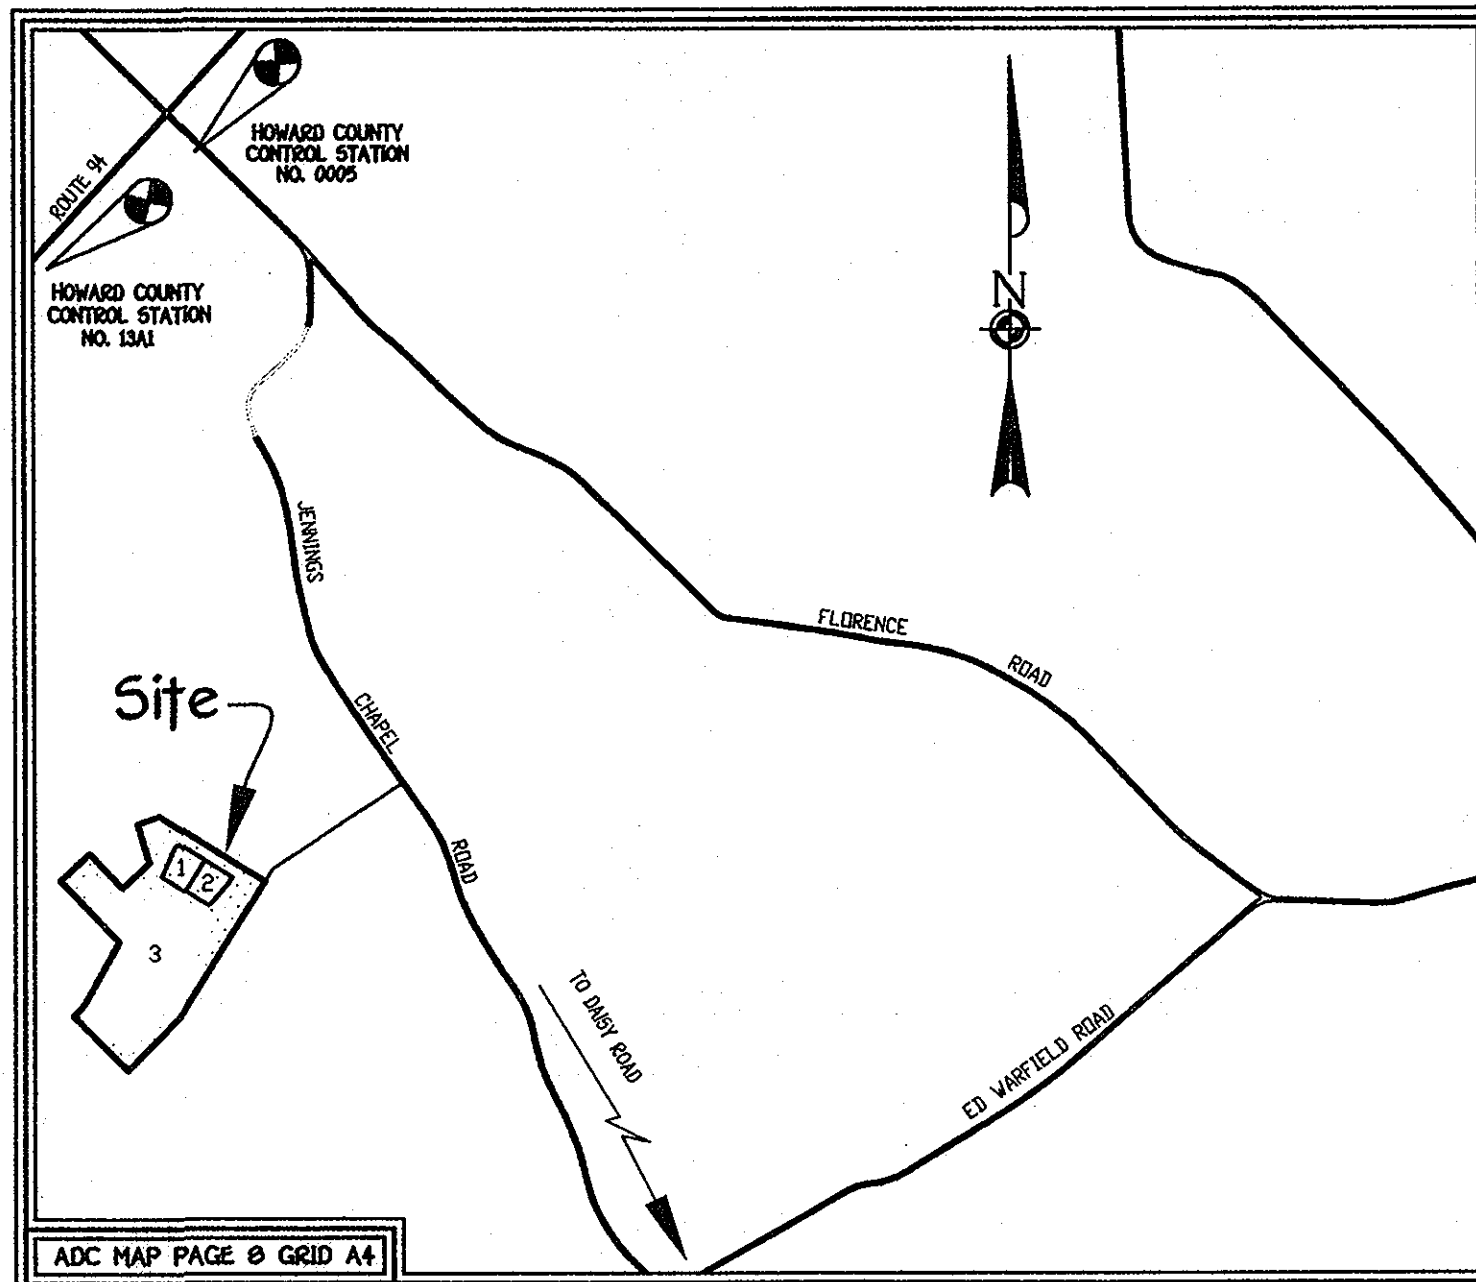 HOWARD COUNTY
CONTROL STATION
NO. 0005
ROUTE 94
HOWARD COUNTY
CONTROL STATION
NO. 13A1
N
JENNINGS
CHAPEL
ROAD
FLORENCE
ROAD
Site
1
2
3
TO DAISY ROAD
ED WARFIELD ROAD
ADC MAP PAGE 8 GRID A4